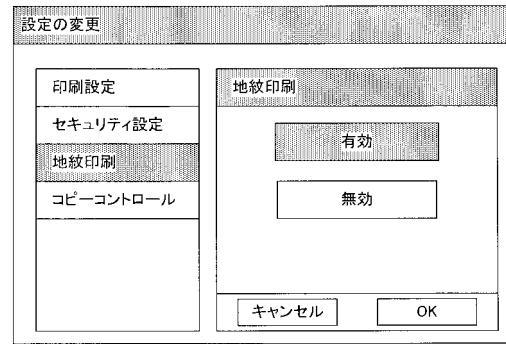 設定の変更
印刷設定
セキュリティ設定
地紋印刷
コピーコントロール
地紋印刷
有効
無効
キャンセル
OK